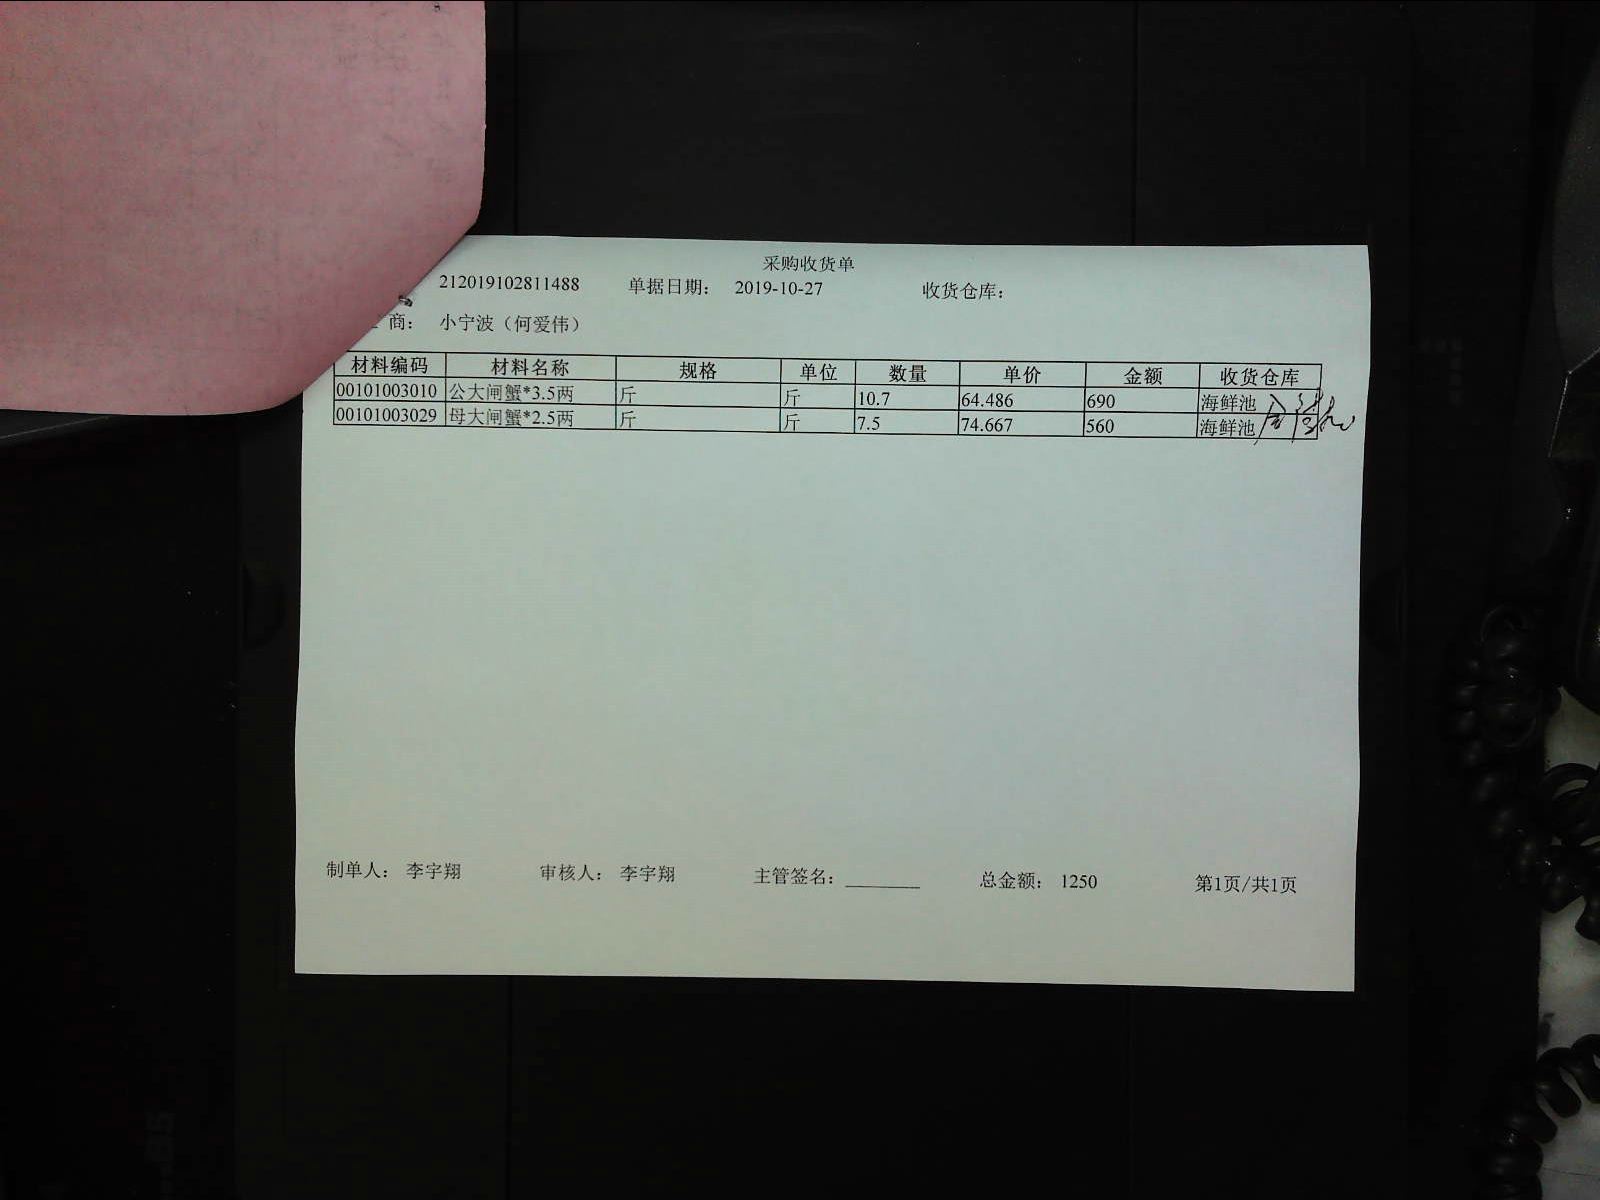 采购收货单
212019102811488 单据日期: 2019-10-27 收货仓库:
商: 小宁波（何爱伟）
材料编码 材料名称 规格 单位 数量 单价 金额 收货仓库
00101003010 公大闸蟹*3.5两 斤 斤 10.7 64.486 690 海鲜池
00101003029 母大闸蟹*2.5两 斤 斤 7.5 74.667 560 海鲜池
制单人: 李宇翔 审核人: 李宇翔 主管签名: 总金额: 1250 第1页/共1页